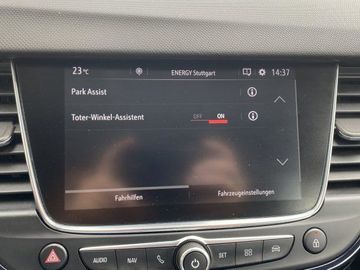 23 °C ENERGY Stuttgart 14:37
Park Assist
Toter-Winkel-Assistent OFF ON
Fahrhilfen Fahrzeugeinstellungen
AUDIO NAV SET